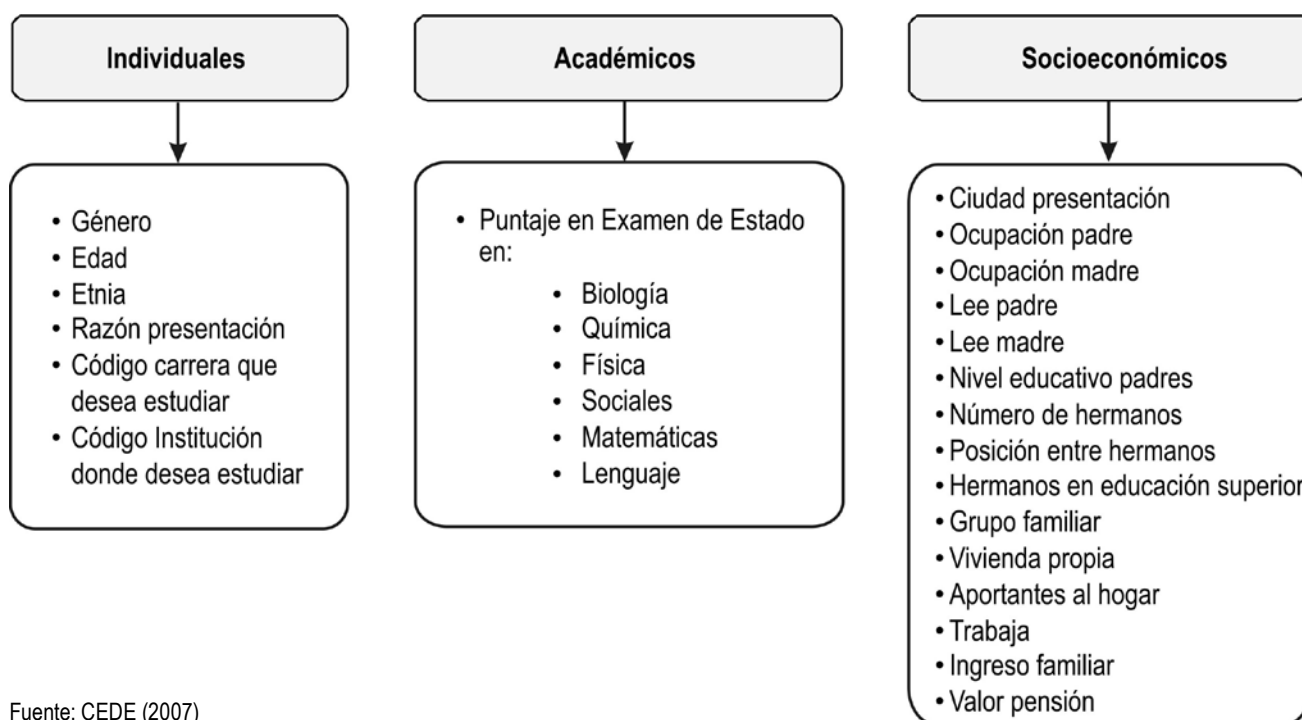 Individuales
• Género
• Edad
• Etnia
• Razón presentación
• Código carrera que
desea estudiar
• Código Institución
donde desea estudiar
Académicos
• Puntaje en Examen de Estado
en:
• Biología
• Química
• Física
• Sociales
• Matemáticas
• Lenguaje
Socioeconómicos
• Ciudad presentación
• Ocupación padre
• Ocupación madre
• Lee padre
• Lee madre
• Nivel educativo padres
• Número de hermanos
• Posición entre hermanos
• Hermanos en educación superior
• Grupo familiar
• Vivienda propia
• Aportantes al hogar
• Trabaja
• Ingreso familiar
• Valor pensión
Fuente: CEDE (2007)